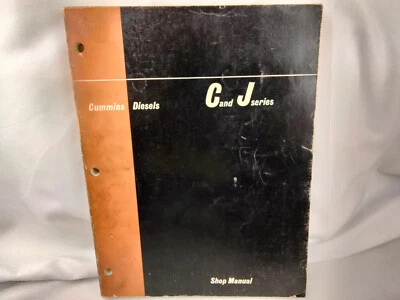 Cummins Diesels C and J series
Shop Manual